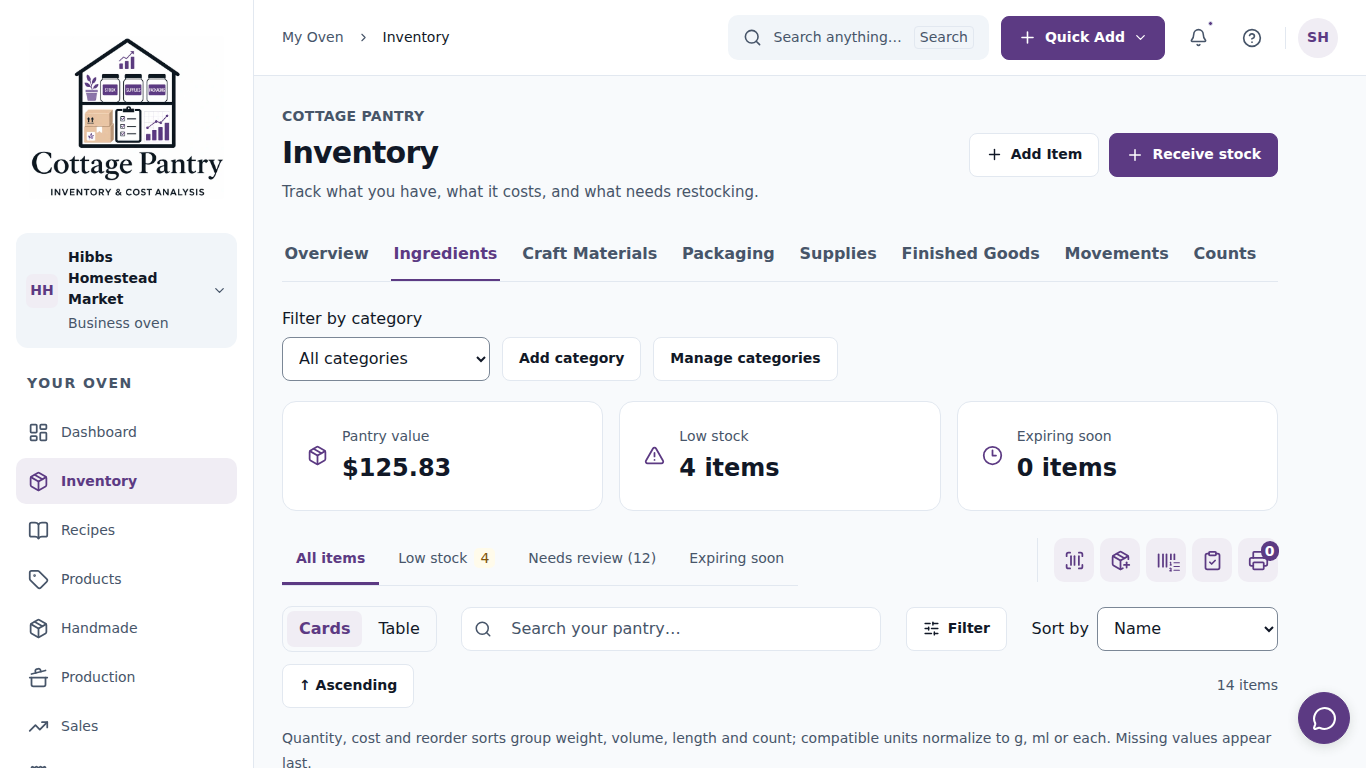 Cottage Pantry
INVENTORY & COST ANALYSIS
HH
Hibbs
Homestead
Market
Business oven
YOUR OVEN
Dashboard
Inventory
Recipes
Products
Handmade
Production
Sales
My Oven > Inventory
Search anything… Search
+ Quick Add
SH
COTTAGE PANTRY
Inventory
Track what you have, what it costs, and what needs restocking.
+ Add Item
+ Receive stock
Overview Ingredients Craft Materials Packaging Supplies Finished Goods Movements Counts
Filter by category
All categories Add category Manage categories
Pantry value
$125.83
Low stock
4 items
Expiring soon
0 items
All items Low stock 4 Needs review (12) Expiring soon
0
Cards Table Search your pantry… Filter Sort by Name
↑ Ascending 14 items
Quantity, cost and reorder sorts group weight, volume, length and count; compatible units normalize to g, ml or each. Missing values appear
last.